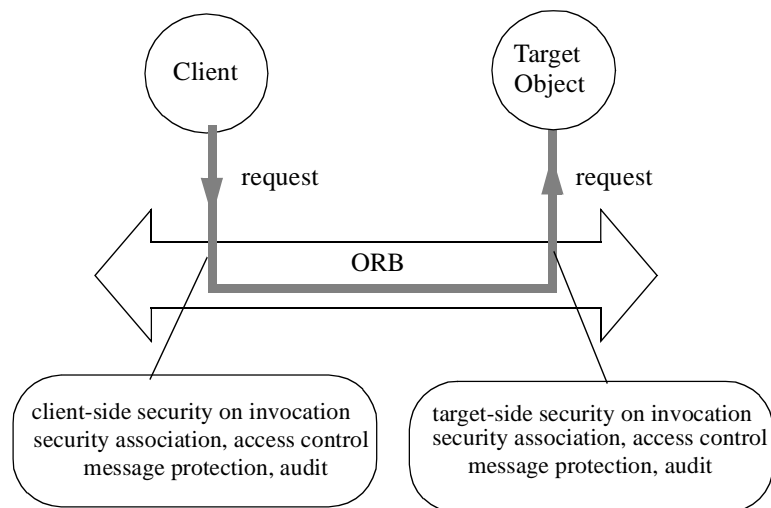 Client
Target
Object
request
request
ORB
client-side security on invocation
security association, access control
message protection, audit
target-side security on invocation
security association, access control
message protection, audit